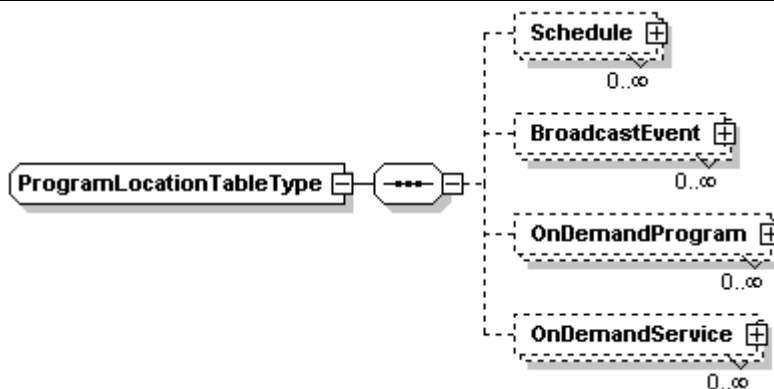 Schedule
0..∞
BroadcastEvent
0..∞
ProgramLocationTableType
OnDemandProgram
0..∞
OnDemandService
0..∞